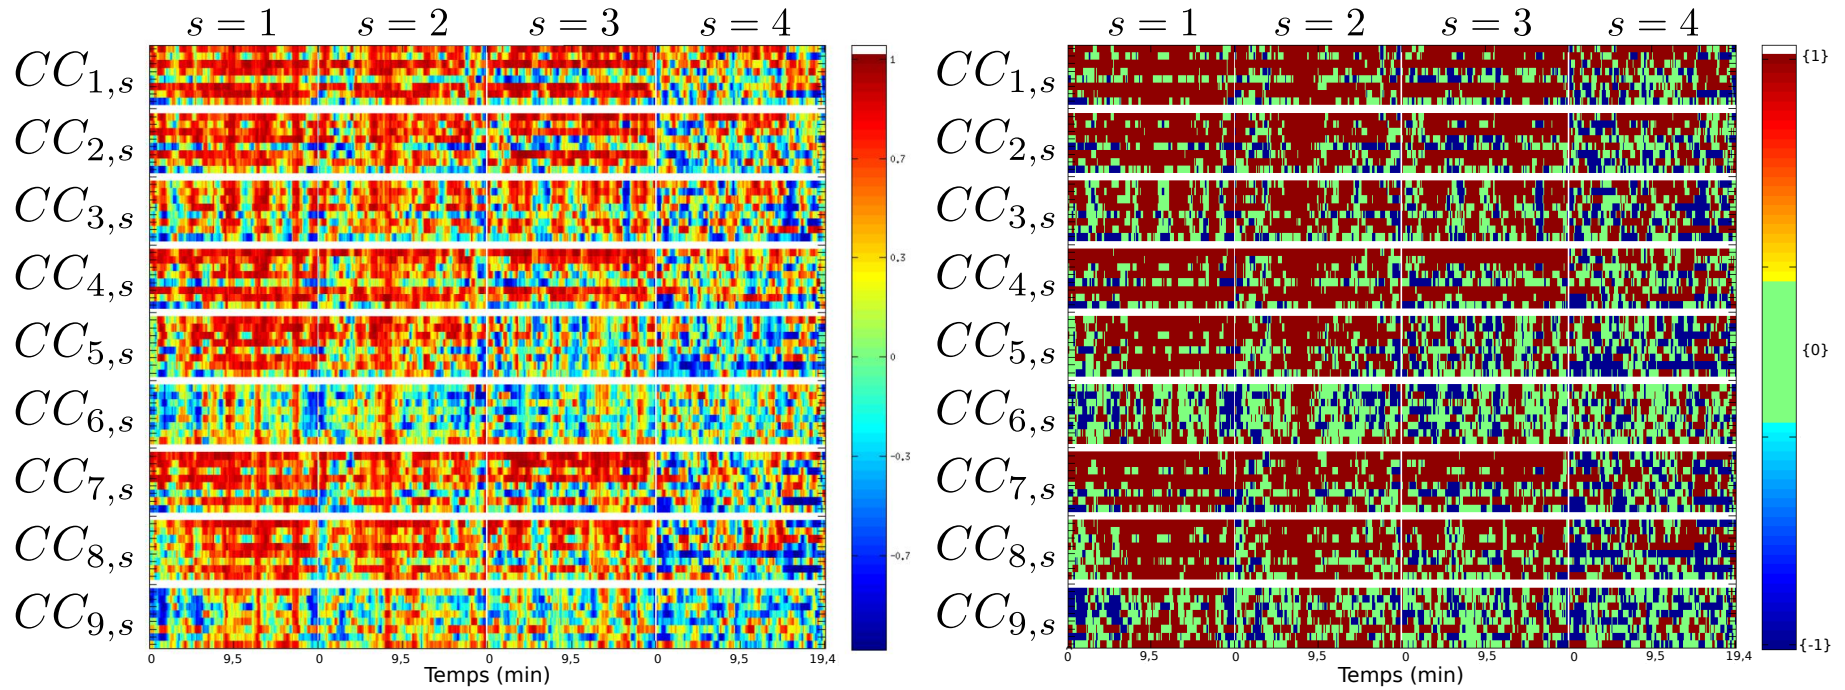 s = 1 s = 2 s = 3 s = 4
CC1,s
CC2,s
CC3,s
CC4,s
CC5,s
CC6,s
CC7,s
CC8,s
CC9,s
0 9,5 0 9,5 0 9,5 0 9,5 19,4
Temps (min)
1
0.7
0.3
0
-0.3
-0.7
s = 1 s = 2 s = 3 s = 4
CC1,s
CC2,s
CC3,s
CC4,s
CC5,s
CC6,s
CC7,s
CC8,s
CC9,s
0 9,5 0 9,5 0 9,5 0 9,5 19,4
Temps (min)
{1}
{0}
{-1}